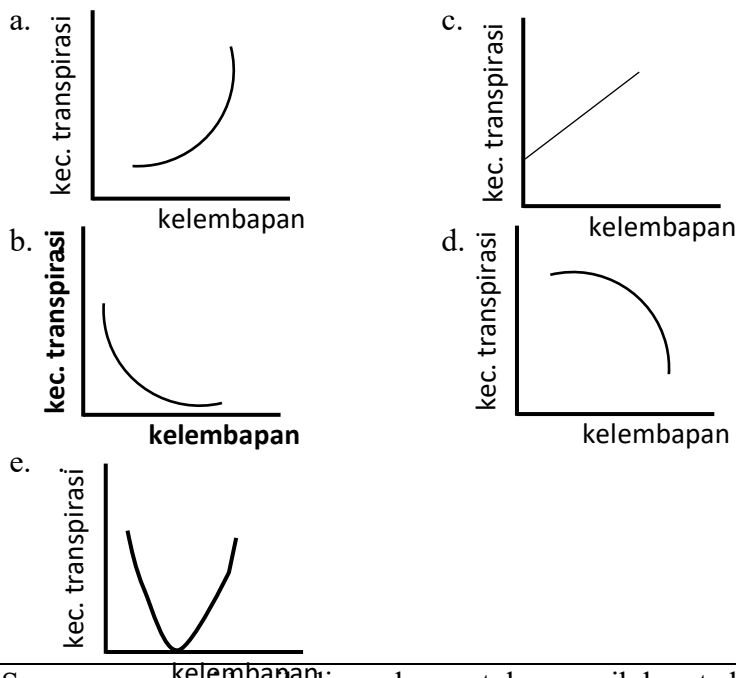 a.
kec. transpirasi
kelembapan
c.
kec. transpirasi
kelembapan
b.
kec. transpirasi
kelembapan
d.
kec. transpirasi
kelembapan
e.
kec. transpirasi
kelembapan